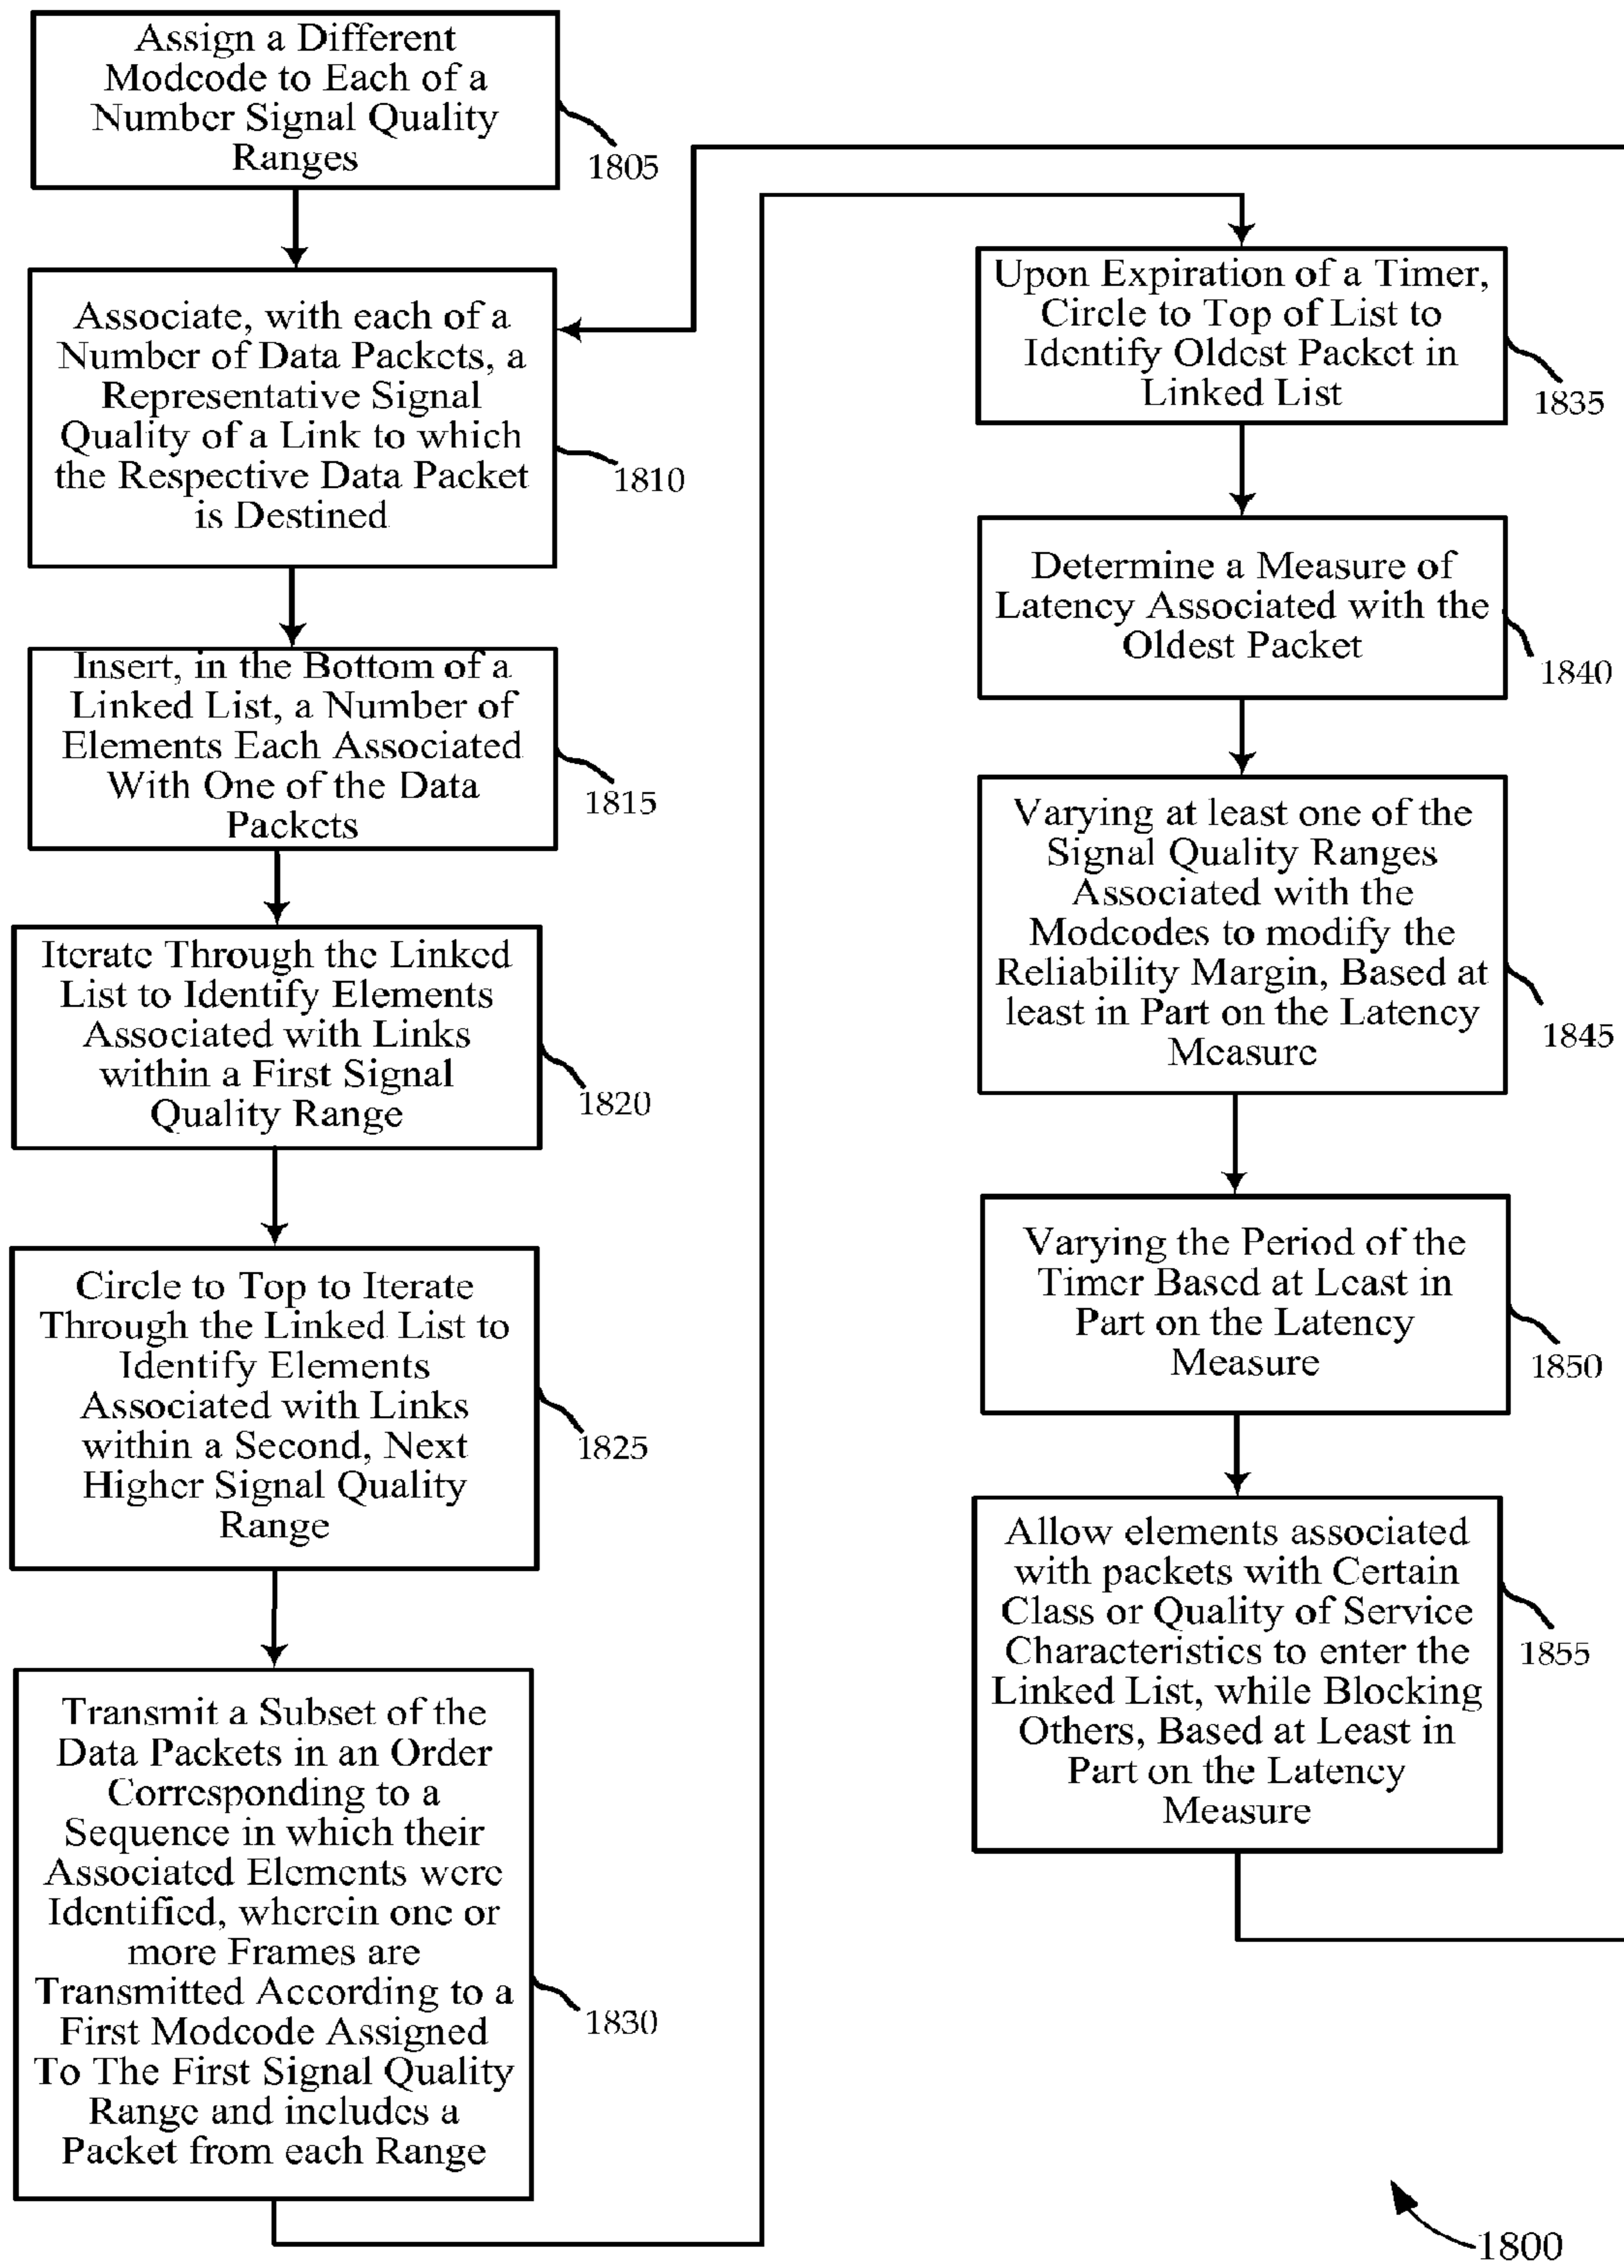 Assign a Different
Modcode to Each of a
Number Signal Quality
Ranges
1805
Associate, with each of a
Number of Data Packets, a
Representative Signal
Quality of a Link to which
the Respective Data Packet
is Destined
1810
Insert, in the Bottom of a
Linked List, a Number of
Elements Each Associated
With One of the Data
Packets
1815
Iterate Through the Linked
List to Identify Elements
Associated with Links
within a First Signal
Quality Range
1820
Circle to Top to Iterate
Through the Linked List to
Identify Elements
Associated with Links
within a Second, Next
Higher Signal Quality
Range
1825
Transmit a Subset of the
Data Packets in an Order
Corresponding to a
Sequence in which their
Associated Elements were
Identified, wherein one or
more Frames are
Transmitted According to a
First Modcode Assigned
To The First Signal Quality
Range and includes a
Packet from each Range
1830
Upon Expiration of a Timer,
Circle to Top of List to
Identify Oldest Packet in
Linked List
1835
Determine a Measure of
Latency Associated with the
Oldest Packet
1840
Varying at least one of the
Signal Quality Ranges
Associated with the
Modcodes to modify the
Reliability Margin, Based at
least in Part on the Latency
Measure
1845
Varying the Period of the
Timer Based at Least in
Part on the Latency
Measure
1850
Allow elements associated
with packets with Certain
Class or Quality of Service
Characteristics to enter the
Linked List, while Blocking
Others, Based at Least in
Part on the Latency
Measure
1855
1800